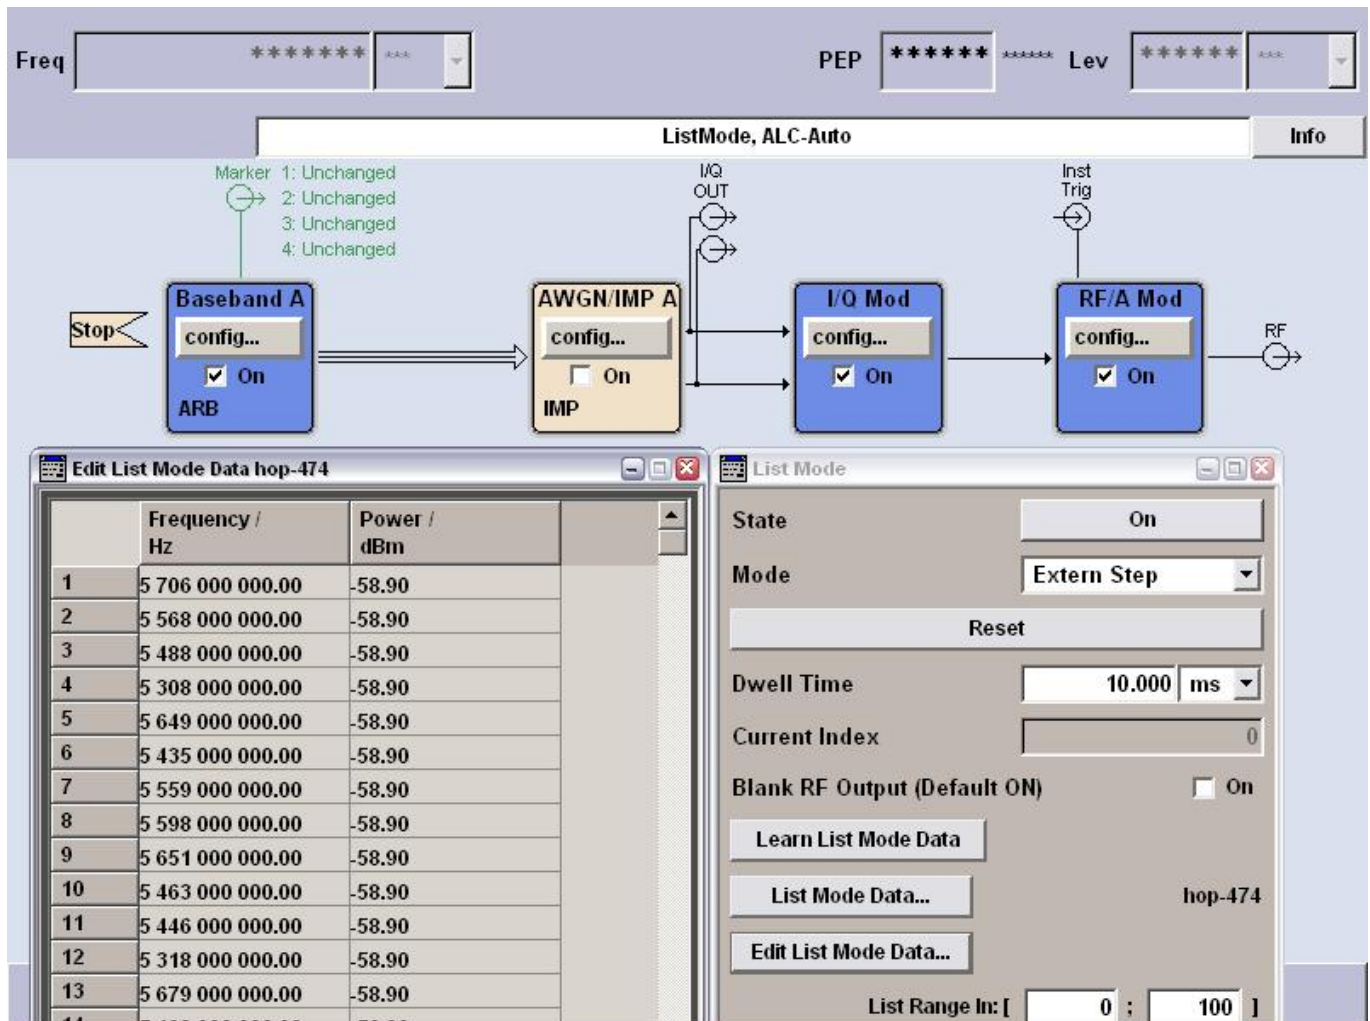 Freq ******* *** PEP ****** ****** Lev ****** ***
ListMode, ALC-Auto Info
Marker 1: Unchanged
2: Unchanged
3: Unchanged
4: Unchanged
I/Q
OUT
Inst
Trig
Stop
Baseband A
config...
On
ARB
AWGN/IMP A
config...
On
IMP
I/Q Mod
config...
On
RF/A Mod
config...
On
RF
Edit List Mode Data hop-474
Frequency / Hz Power / dBm
1 5 706 000 000.00 -58.90
2 5 568 000 000.00 -58.90
3 5 488 000 000.00 -58.90
4 5 308 000 000.00 -58.90
5 5 649 000 000.00 -58.90
6 5 435 000 000.00 -58.90
7 5 559 000 000.00 -58.90
8 5 598 000 000.00 -58.90
9 5 651 000 000.00 -58.90
10 5 463 000 000.00 -58.90
11 5 446 000 000.00 -58.90
12 5 318 000 000.00 -58.90
13 5 679 000 000.00 -58.90
List Mode
State On
Mode Extern Step
Reset
Dwell Time 10.000 ms
Current Index 0
Blank RF Output (Default ON) On
Learn List Mode Data
List Mode Data... hop-474
Edit List Mode Data...
List Range In: [ 0 ; 100 ]